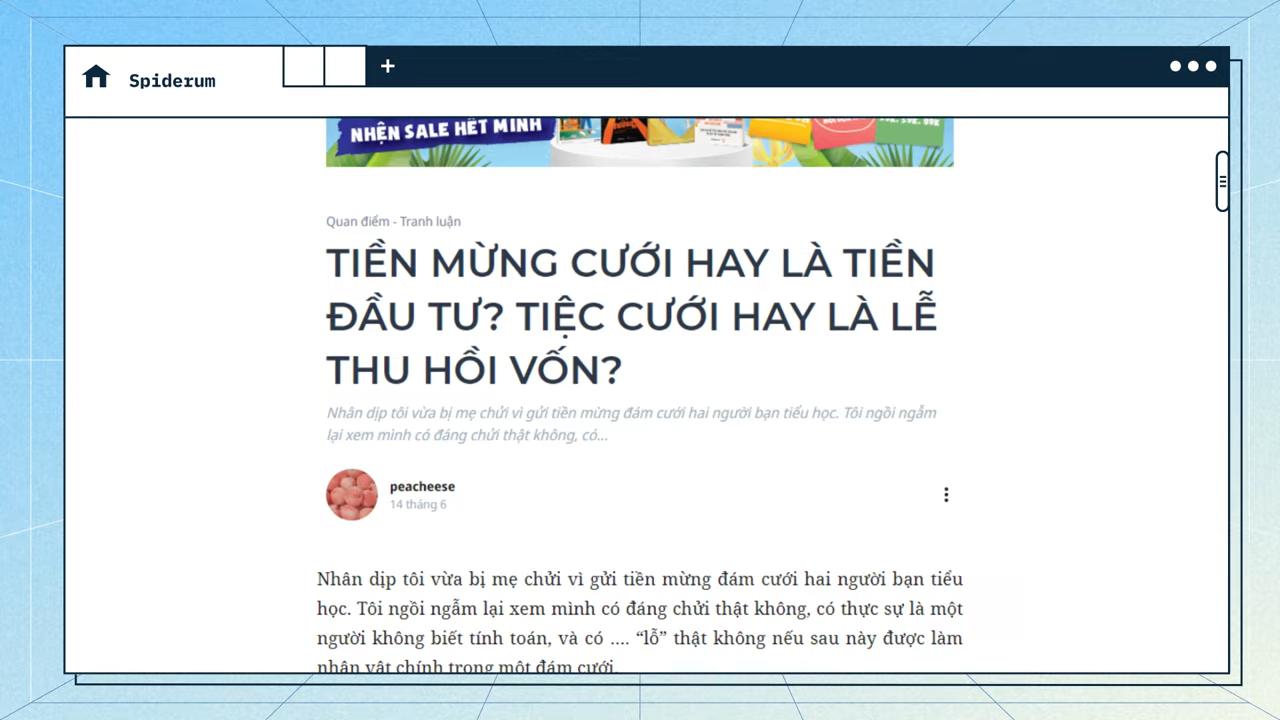 Spiderum
NHỆN SALE HẾT MÌNH
Quan điểm - Tranh luận
TIỀN MỪNG CƯỚI HAY LÀ TIỀN
ĐẦU TƯ? TIỆC CƯỚI HAY LÀ LỄ
THU HỒI VỐN?
Nhân dịp tôi vừa bị mẹ chửi vì gửi tiền mừng đám cưới hai người bạn tiểu học. Tôi ngồi ngẫm
lại xem mình có đáng chửi thật không, có...
peacheese
14 tháng 6
Nhân dịp tôi vừa bị mẹ chửi vì gửi tiền mừng đám cưới hai người bạn tiểu
học. Tôi ngồi ngẫm lại xem mình có đáng chửi thật không, có thực sự là một
người không biết tính toán, và có .... “lỗ” thật không nếu sau này được làm
nhân vật chính trong một đám cưới.